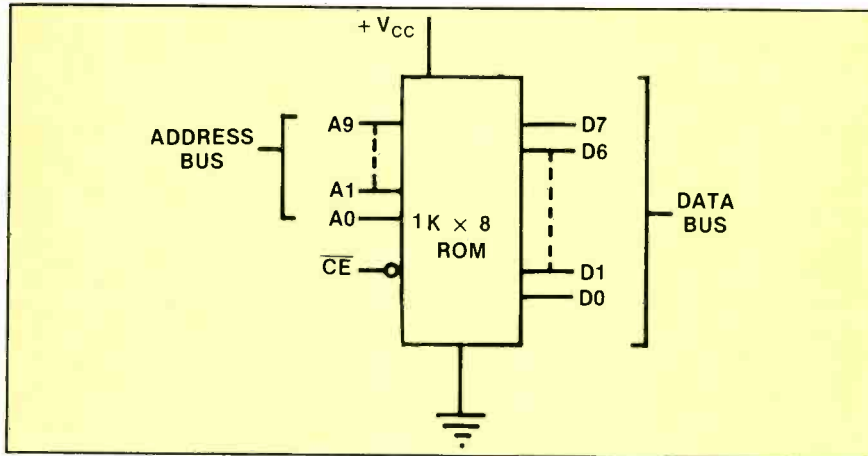 + VCC
ADDRESS
BUS
A9
A1
A0
CE
1K × 8
ROM
D7
D6
D1
D0
DATA
BUS